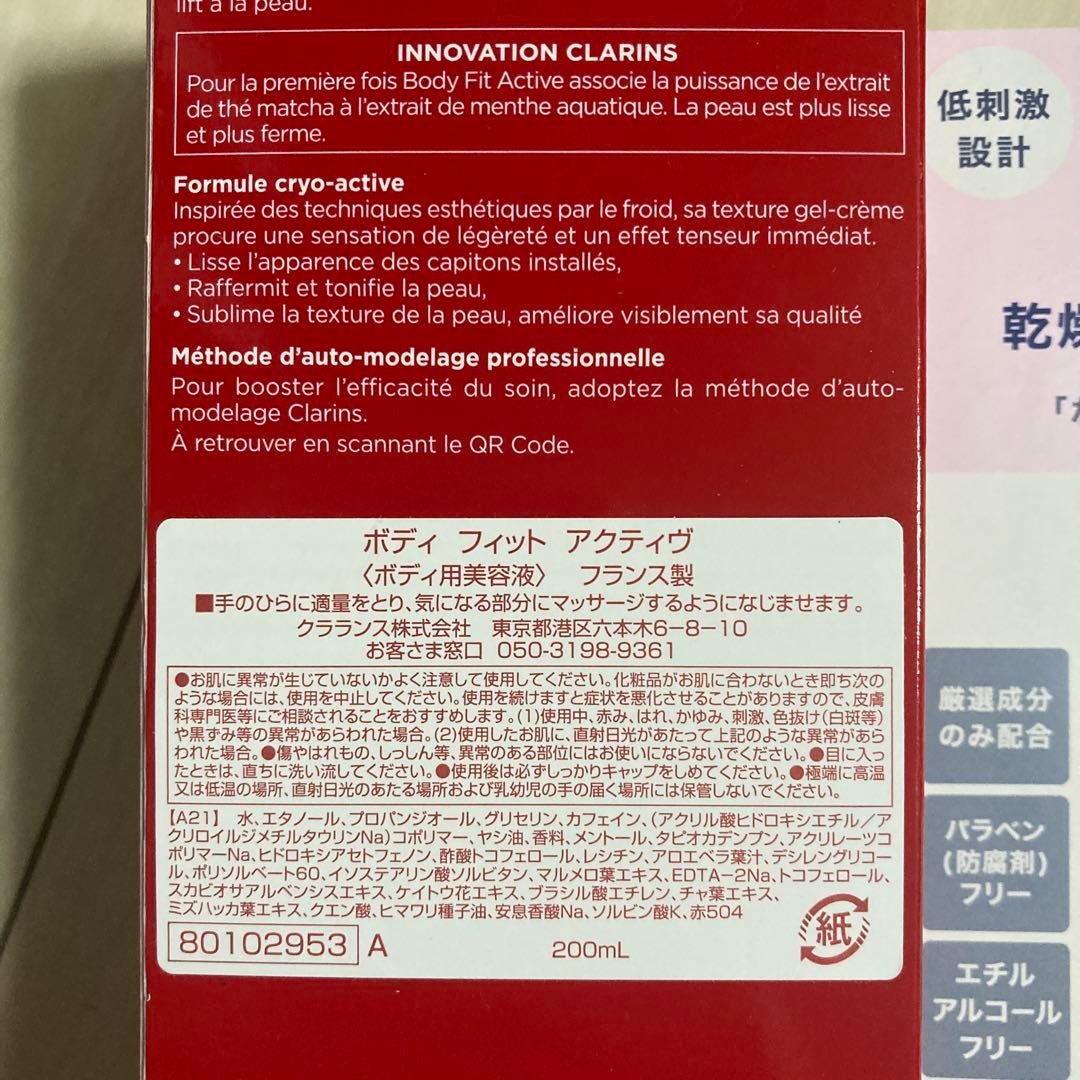 lift à la peau.
INNOVATION CLARINS
Pour la première fois Body Fit Active associe la puissance de l'extrait
de thé matcha à l'extrait de menthe aquatique. La peau est plus lisse
et plus ferme.
Formule cryo-active
Inspirée des techniques esthétiques par le froid, sa texture gel-crème
procure une sensation de légèreté et un effet tenseur immédiat.
• Lisse l'apparence des capitons installés,
• Raffermit et tonifie la peau,
• Sublime la texture de la peau, améliore visiblement sa qualité
Méthode d'auto-modelage professionnelle
Pour booster l'efficacité du soin, adoptez la méthode d'auto-
modelage Clarins.
À retrouver en scannant le QR Code.
ボディ フィット アクティヴ
〈ボディ用美容液〉 フランス製
■手のひらに適量をとり、気になる部分にマッサージするようになじませます。
クラランス株式会社 東京都港区六本木6-8-10
お客さま窓口 050-3198-9361
●お肌に異常が生じていないかよく注意して使用してください。化粧品がお肌に合わないとき即ち次の
ような場合には、使用を中止してください。使用を続けますと症状を悪化させることがありますので、皮膚
科専門医等にご相談されることをおすすめします。(1)使用中、赤み、はれ、かゆみ、刺激、色抜け(白斑等)
や黒ずみ等の異常があらわれた場合。(2)使用したお肌に、直射日光があたって上記のような異常があら
われた場合。●傷やはれもの、しっしん等、異常のある部位にはお使いにならないでください。●目に入っ
たときは、直ちに洗い流してください。●使用後は必ずしっかりキャップをしめてください。●極端に高温
又は低温の場所、直射日光のあたる場所および乳幼児の手の届く場所には保管しないでください。
【A21】 水、エタノール、プロパンジオール、グリセリン、カフェイン、(アクリル酸ヒドロキシエチル/ア
クリロイルジメチルタウリンNa)コポリマー、ヤシ油、香料、メントール、タピオカデンプン、アクリレーツコ
ポリマーNa、ヒドロキシアセトフェノン、酢酸トコフェロール、レシチン、アロエベラ葉汁、デシレングリコー
ル、ポリソルベート60、イソステアリン酸ソルビタン、マルメロ葉エキス、EDTA-2Na、トコフェロール、
スカビオサアルベンシスエキス、ケイトウ花エキス、ブラシル酸エチレン、チャ葉エキス、
ミズハッカ葉エキス、クエン酸、ヒマワリ種子油、安息香酸Na、ソルビン酸K、赤504
80102953 A 200mL
紙
低刺激
設計
乾燥
厳選成分
のみ配合
パラベン
(防腐剤)
フリー
エチル
アルコール
フリー